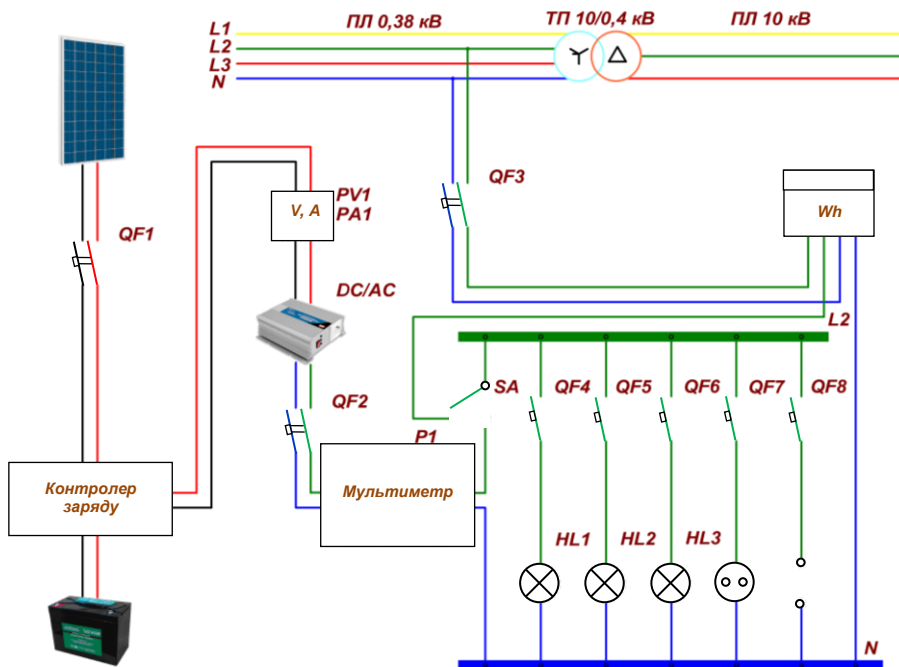 ПЛ 0,38 кВ
ТП 10/0,4 кВ
ПЛ 10 кВ
L1
L2
L3
N
QF3
Wh
PV1
PA1
V, A
QF1
DC/AC
L2
SA
QF4
QF5
QF6
QF7
QF8
QF2
P1
Контролер
заряду
Мультиметр
HL1
HL2
HL3
N